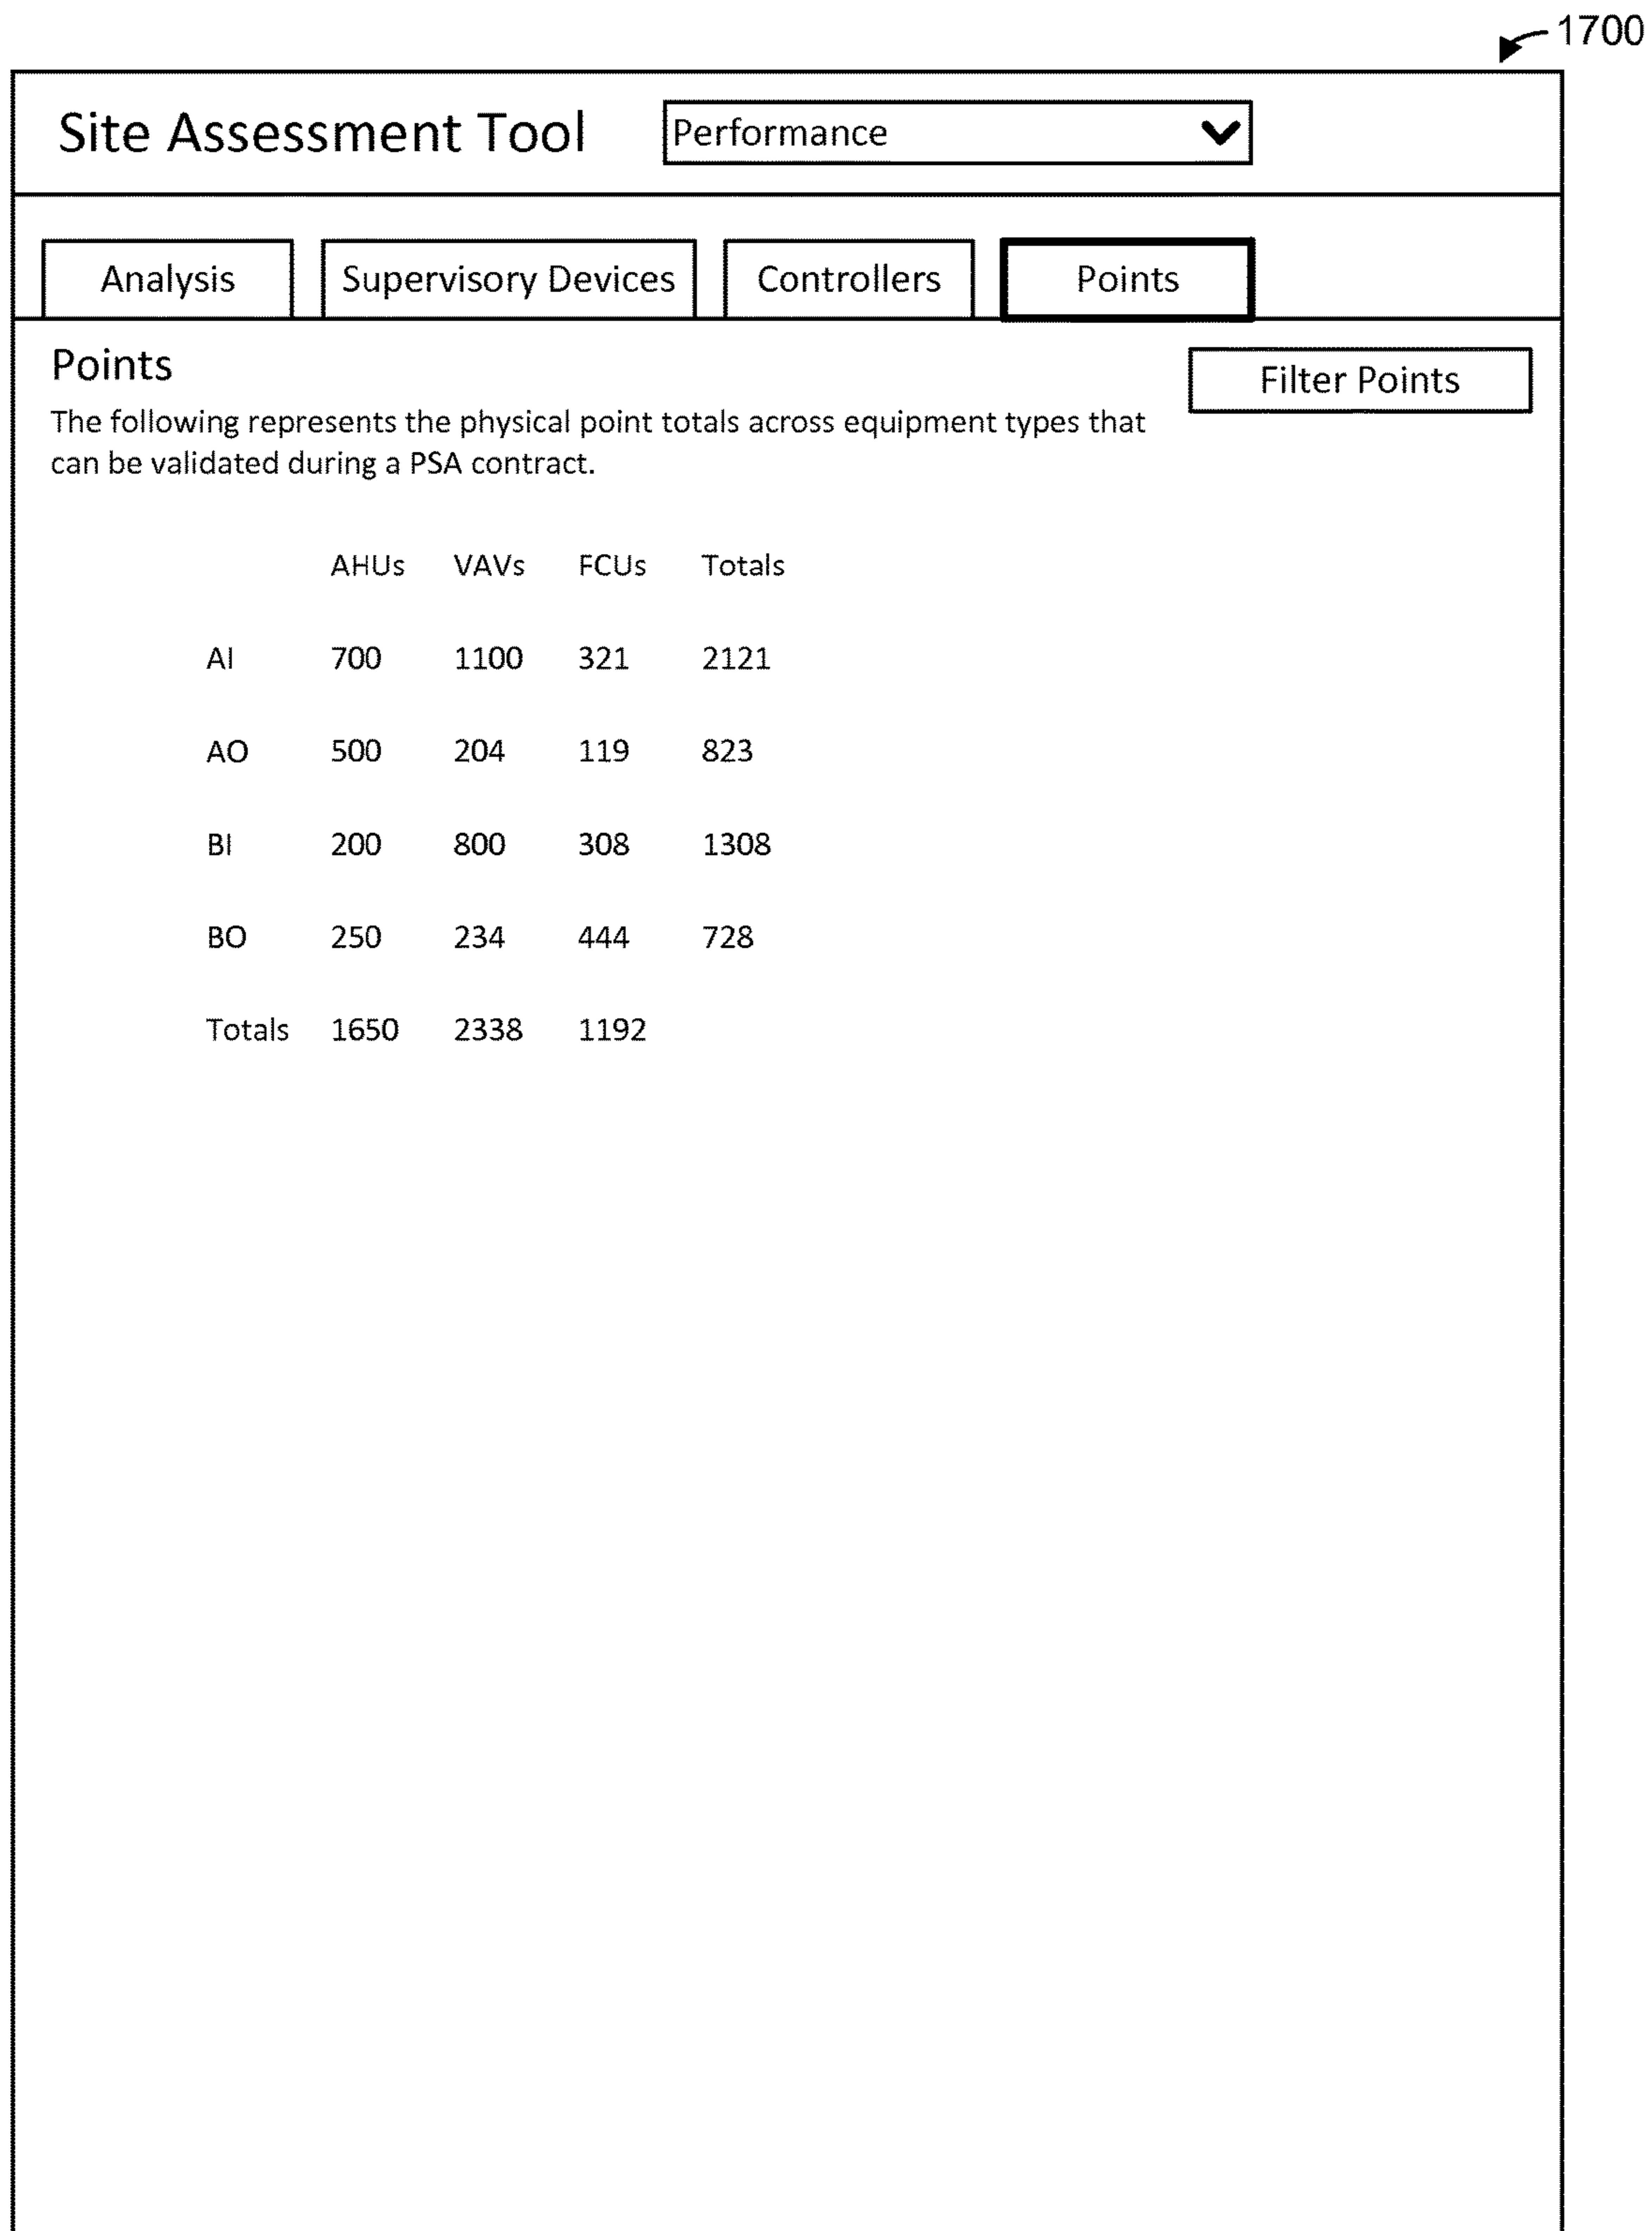 1700
Site Assessment Tool Performance
Analysis Supervisory Devices Controllers Points
Points
Filter Points
The following represents the physical point totals across equipment types that
can be validated during a PSA contract.
AHUs VAVs FCUs Totals
AI 700 1100 321 2121
AO 500 204 119 823
BI 200 800 308 1308
BO 250 234 444 728
Totals 1650 2338 1192